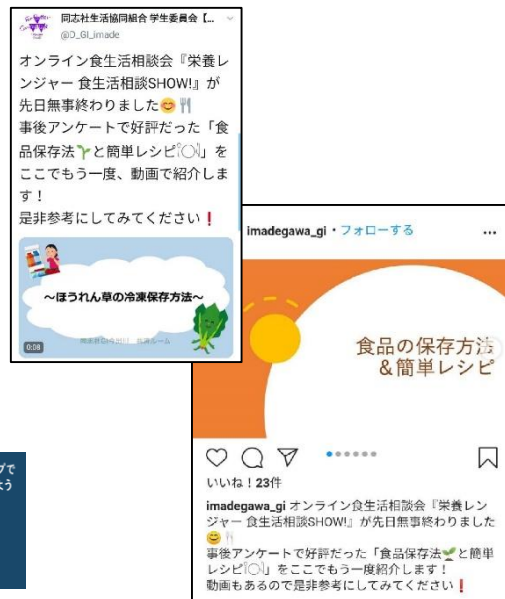 同志社生活協同組合 学生委員会【...
@D_GI_imade
オンライン食生活相談会『栄養レ
ンジャー 食生活相談SHOW!』が
先日無事終わりました😊🍴
事後アンケートで好評だった「食
品保存法🌱と簡単レシピ🍽」を
ここでもう一度、動画で紹介しま
す！
是非参考にしてみてください❗
～ほうれん草の冷凍保存方法～
0:08
imadegawa_gi・フォローする
食品の保存方法
&簡単レシピ
いいね！23件
imadegawa_gi オンライン食生活相談会『栄養レン
ジャー 食生活相談SHOW!』が先日無事終わりました
😊🍴
事後アンケートで好評だった「食品保存法🌱と簡単
レシピ🍽」をここでもう一度紹介します！
動画もあるので是非参考にしてみてください❗